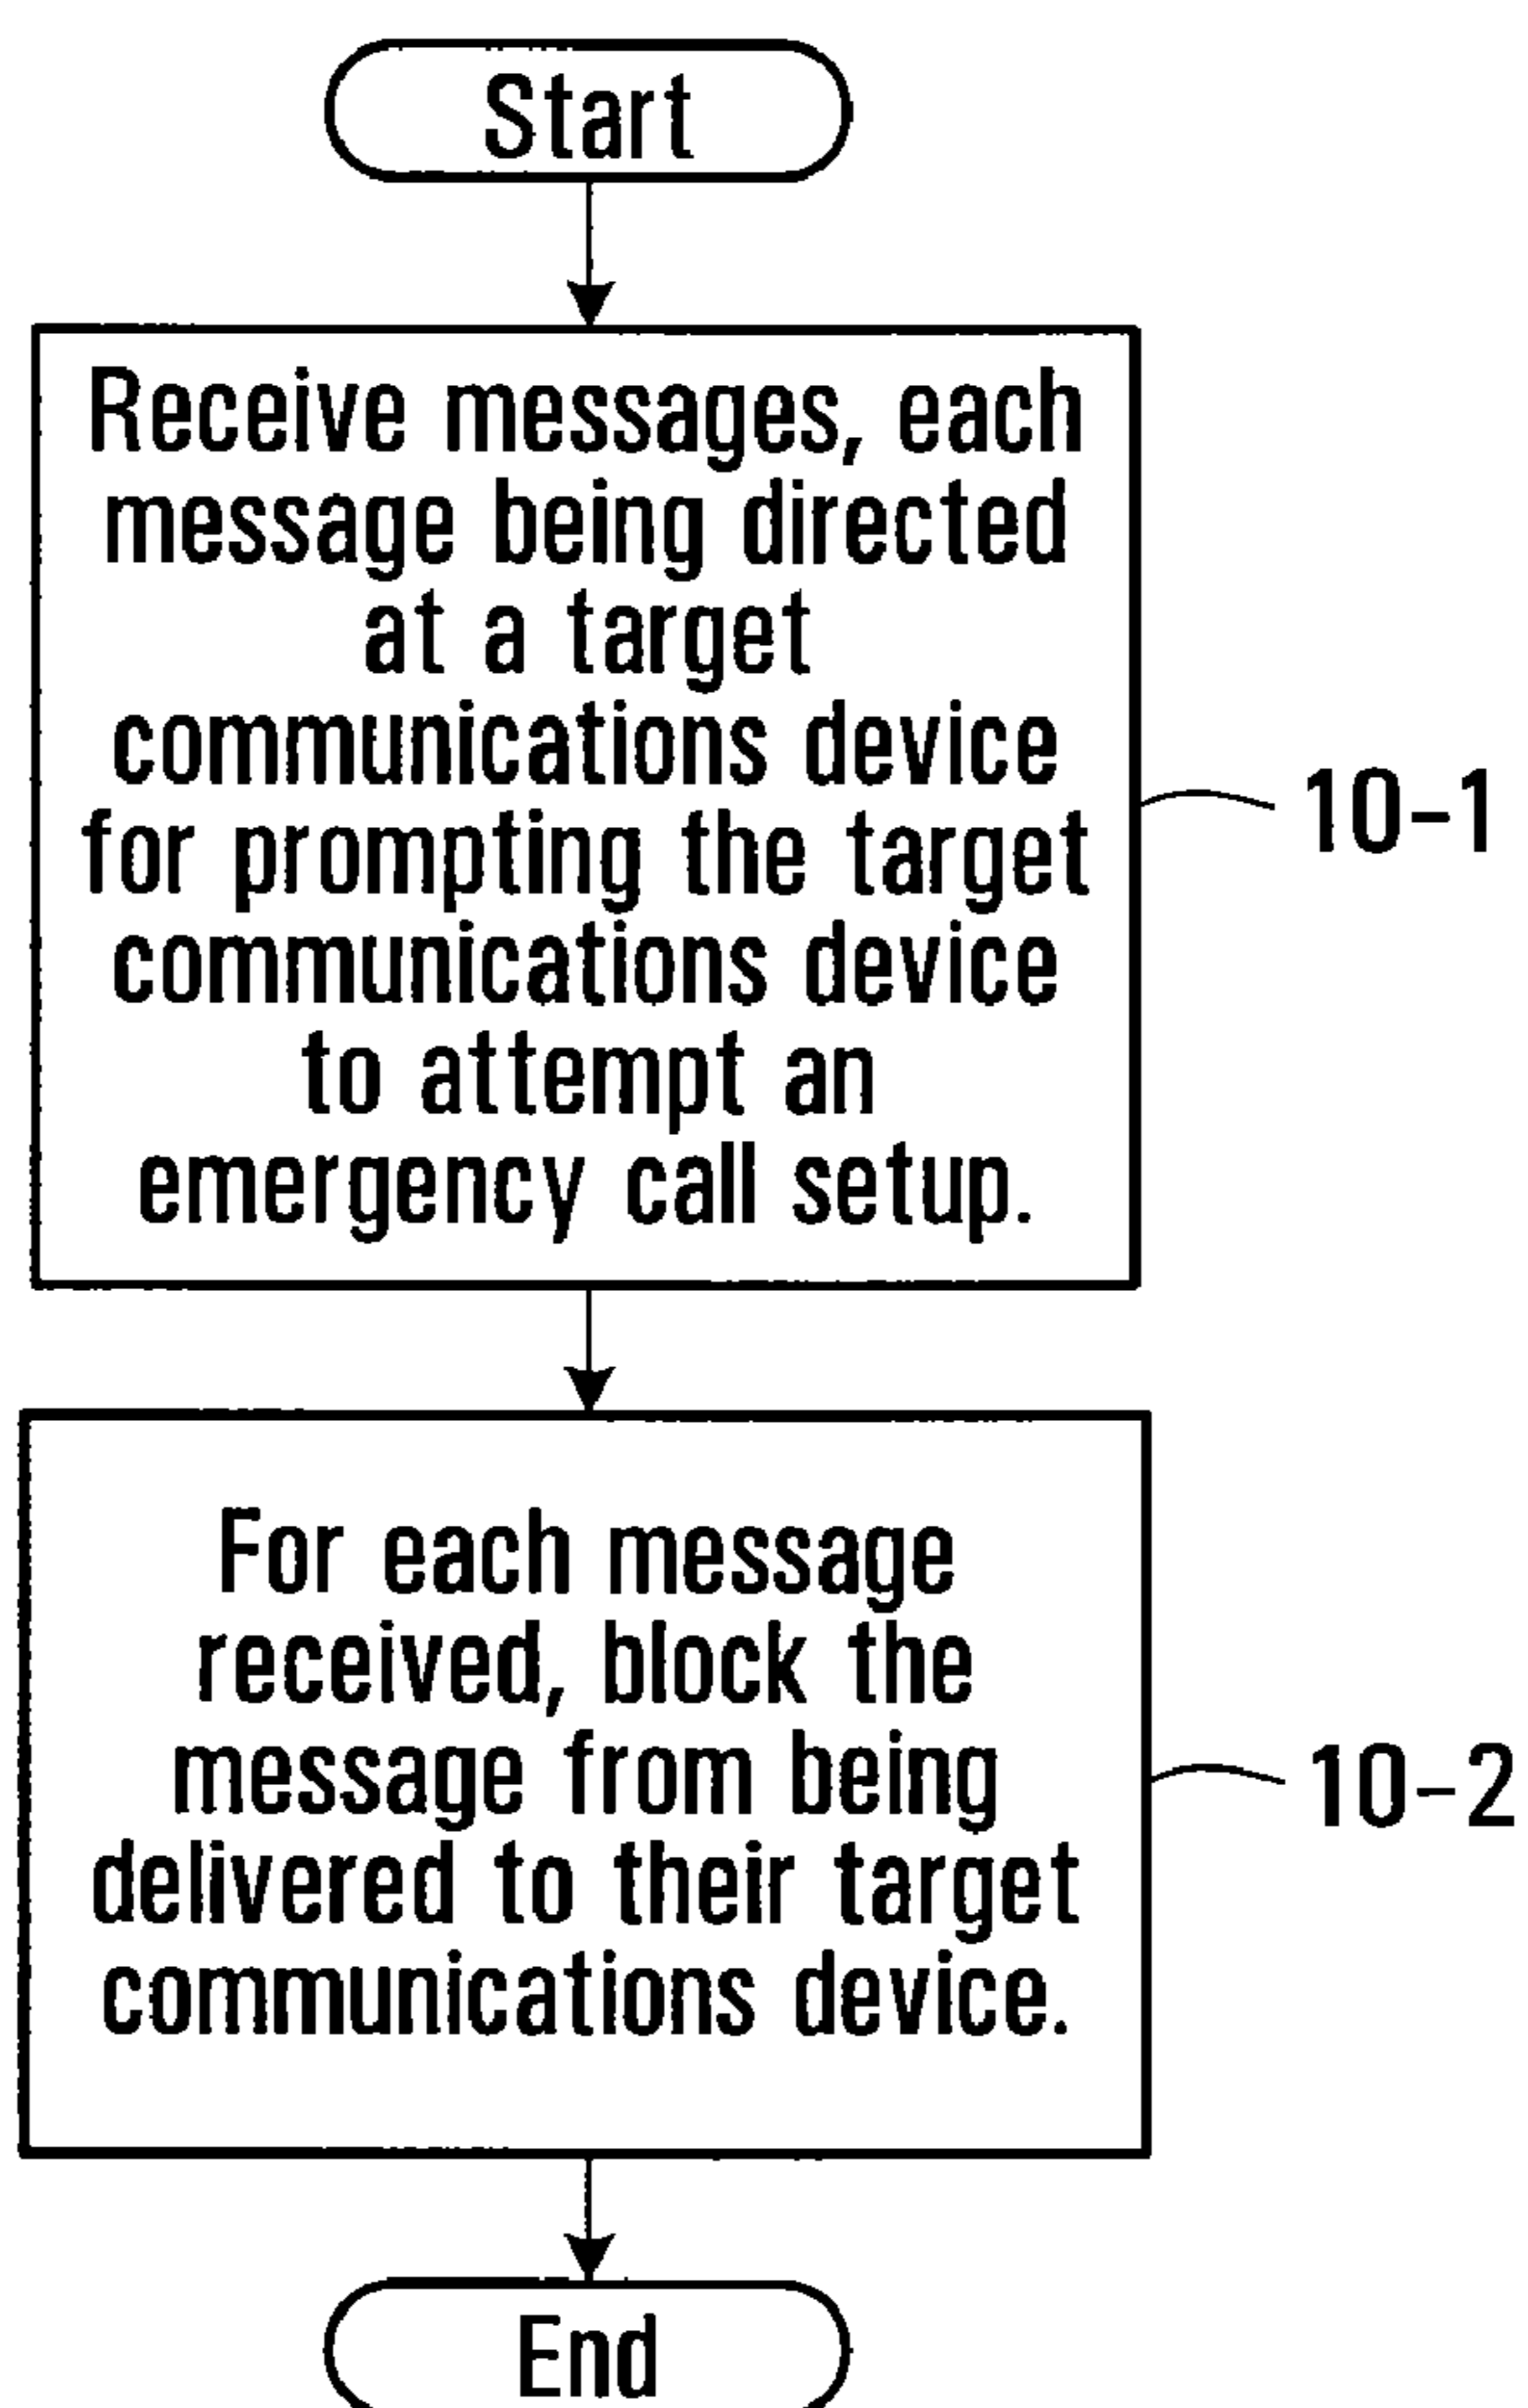 Start
Receive messages, each
message being directed
at a target
communications device
for prompting the target
communications device
to attempt an
emergency call setup.
10-1
For each message
received, block the
message from being
delivered to their target
communications device.
10-2
End